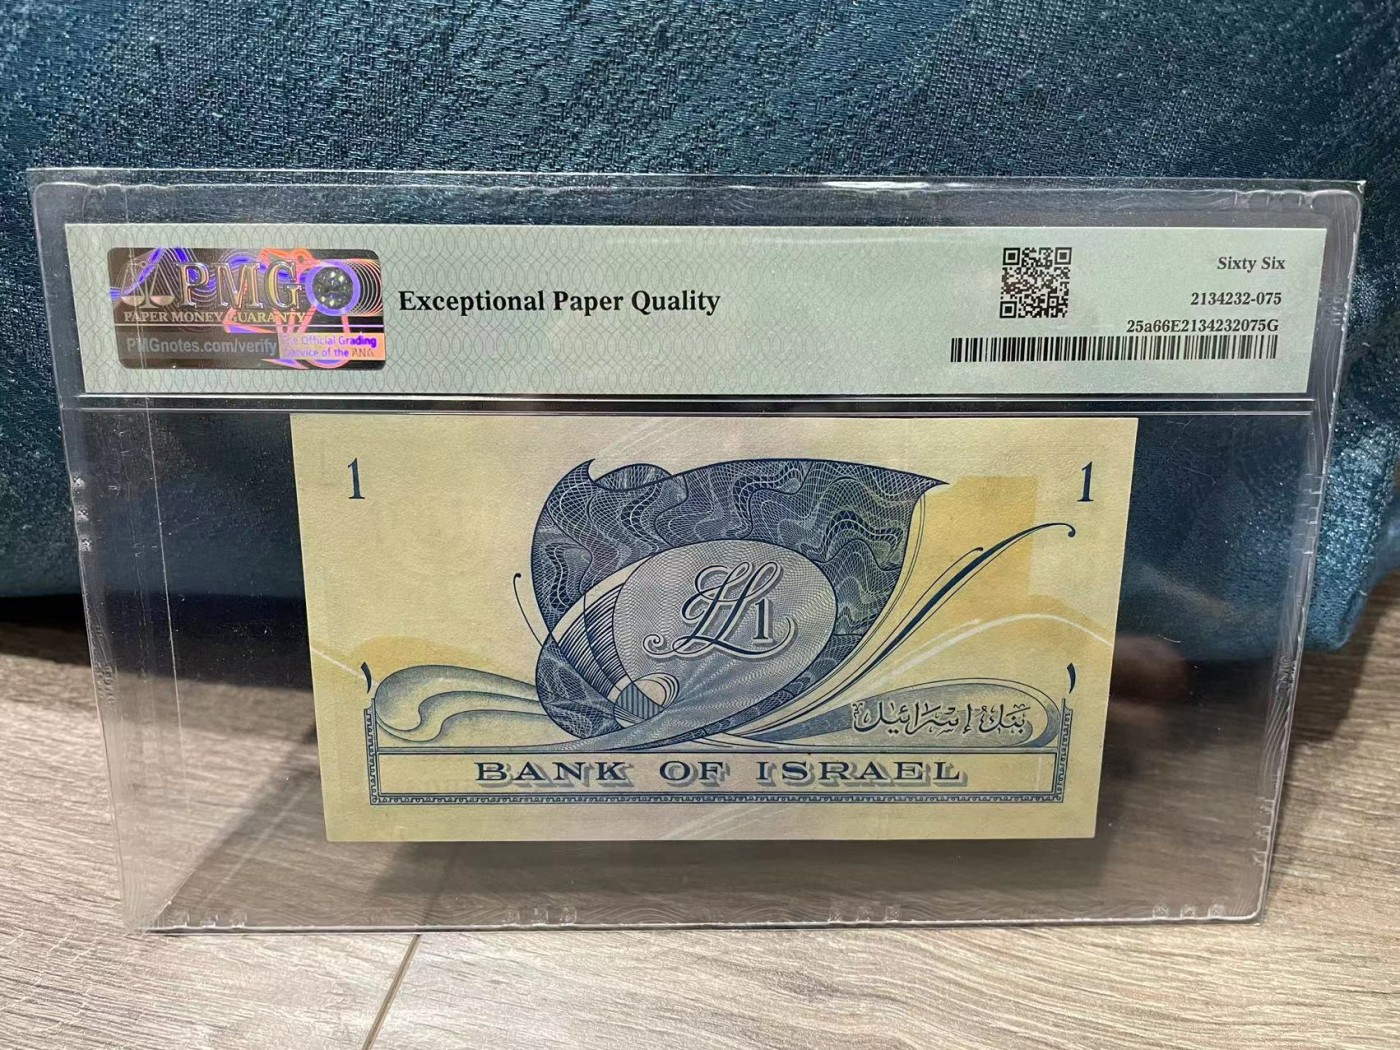 PMG
PAPER MONEY GUARANTY
PMGnotes.com/verify
The Official Grading
Service of the ANA
Exceptional Paper Quality
Sixty Six
2134232-075
25a66E2134232075G
1
1
IL1
١
١
بنك إسرائيل
BANK OF ISRAEL